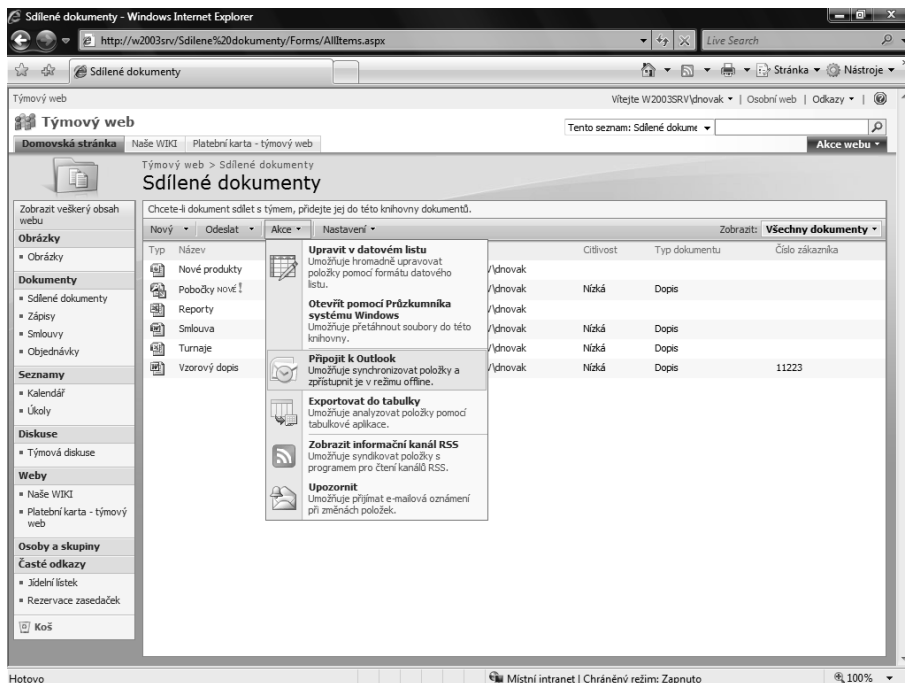 Sdílené dokumenty - Windows Internet Explorer
http://w2003srv/Sdilene%20dokumenty/Forms/AllItems.aspx
Live Search
Sdílené dokumenty
Stránka
Nástroje
Týmový web
Vítejte W2003SRV\dnovak
Osobní web | Odkazy
Týmový web
Tento seznam: Sdílené dokume
Domovská stránka
Naše WIKI
Platební karta - týmový web
Akce webu
Týmový web > Sdílené dokumenty
Sdílené dokumenty
Zobrazit veškerý obsah
webu
Obrázky
Obrázky
Dokumenty
Sdílené dokumenty
Zápisy
Smlouvy
Objednávky
Seznamy
Kalendář
Úkoly
Diskuse
Týmová diskuse
Weby
Naše WIKI
Platební karta - týmový
web
Osoby a skupiny
Časté odkazy
Jídelní lístek
Rezervace zasedaček
Koš
Chcete-li dokument sdílet s týmem, přidejte jej do této knihovny dokumentů.
Nový
Odeslat
Akce
Nastavení
Zobrazit: Všechny dokumenty
Typ
Název
Citlivost
Typ dokumentu
Číslo zákazníka
Nové produkty
/\dnovak
Pobočky NOVÉ !
/\dnovak
Nízká
Dopis
Reporty
/\dnovak
Smlouva
/\dnovak
Nízká
Dopis
Turnaje
/\dnovak
Nízká
Dopis
Vzorový dopis
/\dnovak
Nízká
Dopis
11223
Upravit v datovém listu
Umožňuje hromadně upravovat
položky pomocí formátu datového
listu.
Otevřít pomocí Průzkumníka
systému Windows
Umožňuje přetáhnout soubory do této
knihovny.
Připojit k Outlook
Umožňuje synchronizovat položky a
zpřístupnit je v režimu offline.
Exportovat do tabulky
Umožňuje analyzovat položky pomocí
tabulkové aplikace.
Zobrazit informační kanál RSS
Umožňuje syndikovat položky s
programem pro čtení kanálů RSS.
Upozornit
Umožňuje přijímat e-mailová oznámení
při změnách položek.
Hotovo
Místní intranet | Chráněný režim: Zapnuto
100%